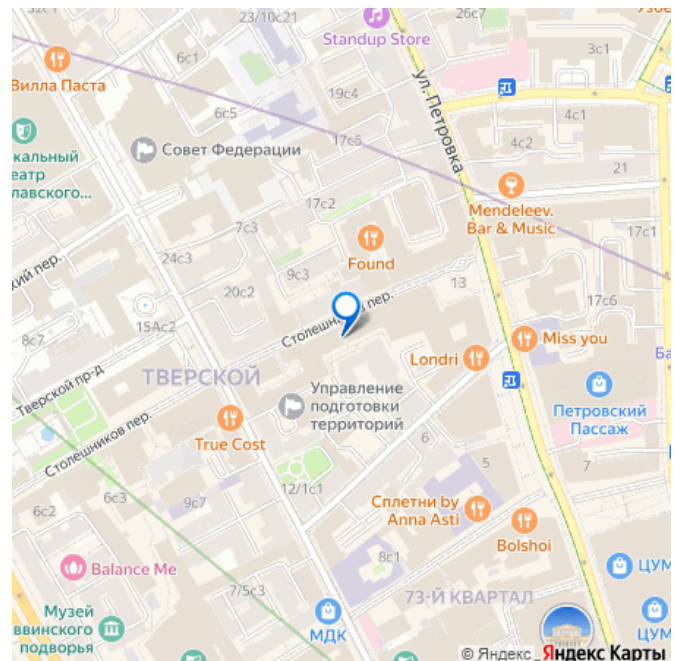 23/10с21
26с7
Standup Store
6с1
3с1
Вилла Паста
19с4
ул. Петровка
6с5
4с1
17с5
Совет Федерации
4с2
кальный
еатр
лавского...
21
17с2
Mendeleev.
Bar & Music
7с3
17с1
Found
24с3
кий пер.
9с3
13
20с2
17с6
15Ас2
Столешников пер.
8с7
Miss you
Londri
ТВЕРСКОЙ
Тверской пр-д
Управление
подготовки
территорий
Петровский
Пассаж
Столешников пер.
True Cost
6
5
7
12/1с1
6с3
9с7
6с2
Сплетни by
Anna Asti
Bolshoi
8с1
Balance Me
ЦУМ
7/5с3
73-Й КВАРТАЛ
Музей
ввинского
подворья
МДК
ЦУМ
© Яндекс
Яндекс Карты